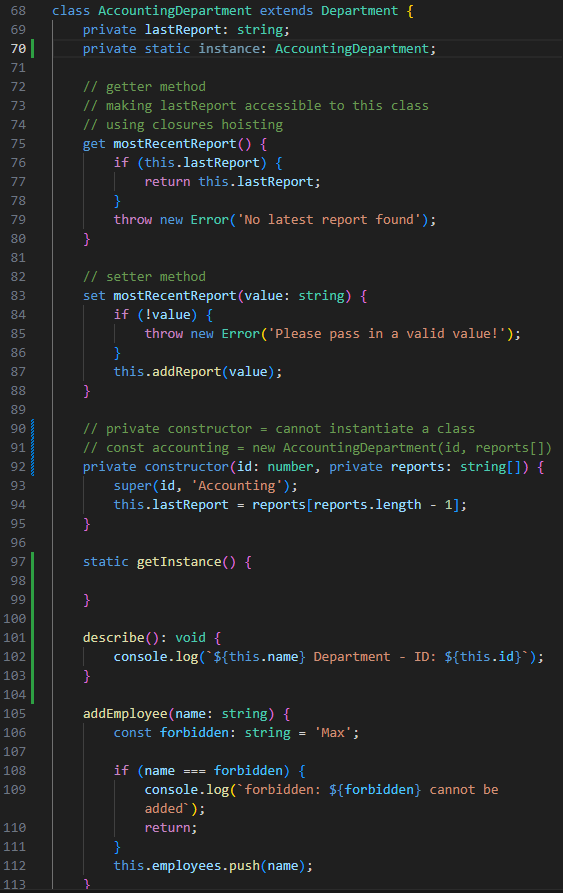 68 class AccountingDepartment extends Department {
69     private lastReport: string;
70     private static instance: AccountingDepartment;
71
72     // getter method
73     // making lastReport accessible to this class
74     // using closures hoisting
75     get mostRecentReport() {
76         if (this.lastReport) {
77             return this.lastReport;
78         }
79         throw new Error('No latest report found');
80     }
81
82     // setter method
83     set mostRecentReport(value: string) {
84         if (!value) {
85             throw new Error('Please pass in a valid value!');
86         }
87         this.addReport(value);
88     }
89
90     // private constructor = cannot instantiate a class
91     // const accounting = new AccountingDepartment(id, reports[])
92     private constructor(id: number, private reports: string[]) {
93         super(id, 'Accounting');
94         this.lastReport = reports[reports.length - 1];
95     }
96
97     static getInstance() {
98
99     }
100
101     describe(): void {
102         console.log(`${this.name} Department - ID: ${this.id}`);
103     }
104
105     addEmployee(name: string) {
106         const forbidden: string = 'Max';
107
108         if (name === forbidden) {
109             console.log(`forbidden: ${forbidden} cannot be
added`);
110             return;
111         }
112         this.employees.push(name);
113     }